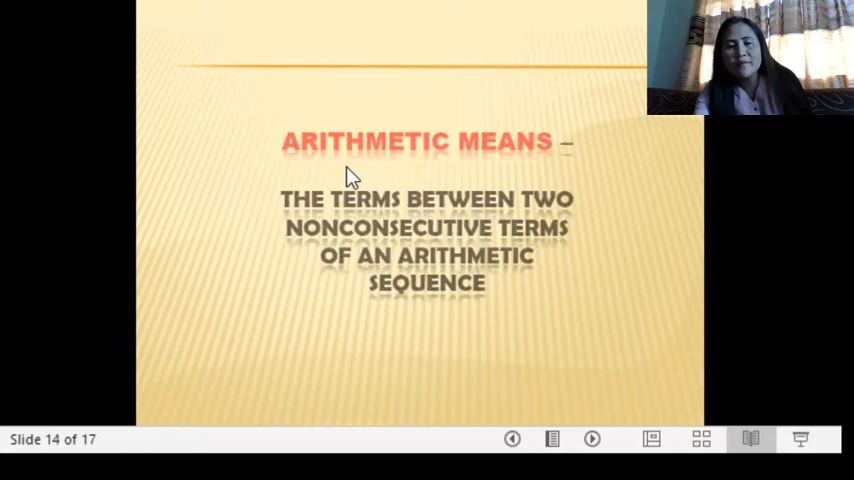 ARITHMETIC MEANS –
THE TERMS BETWEEN TWO
NONCONSECUTIVE TERMS
OF AN ARITHMETIC
SEQUENCE
Slide 14 of 17